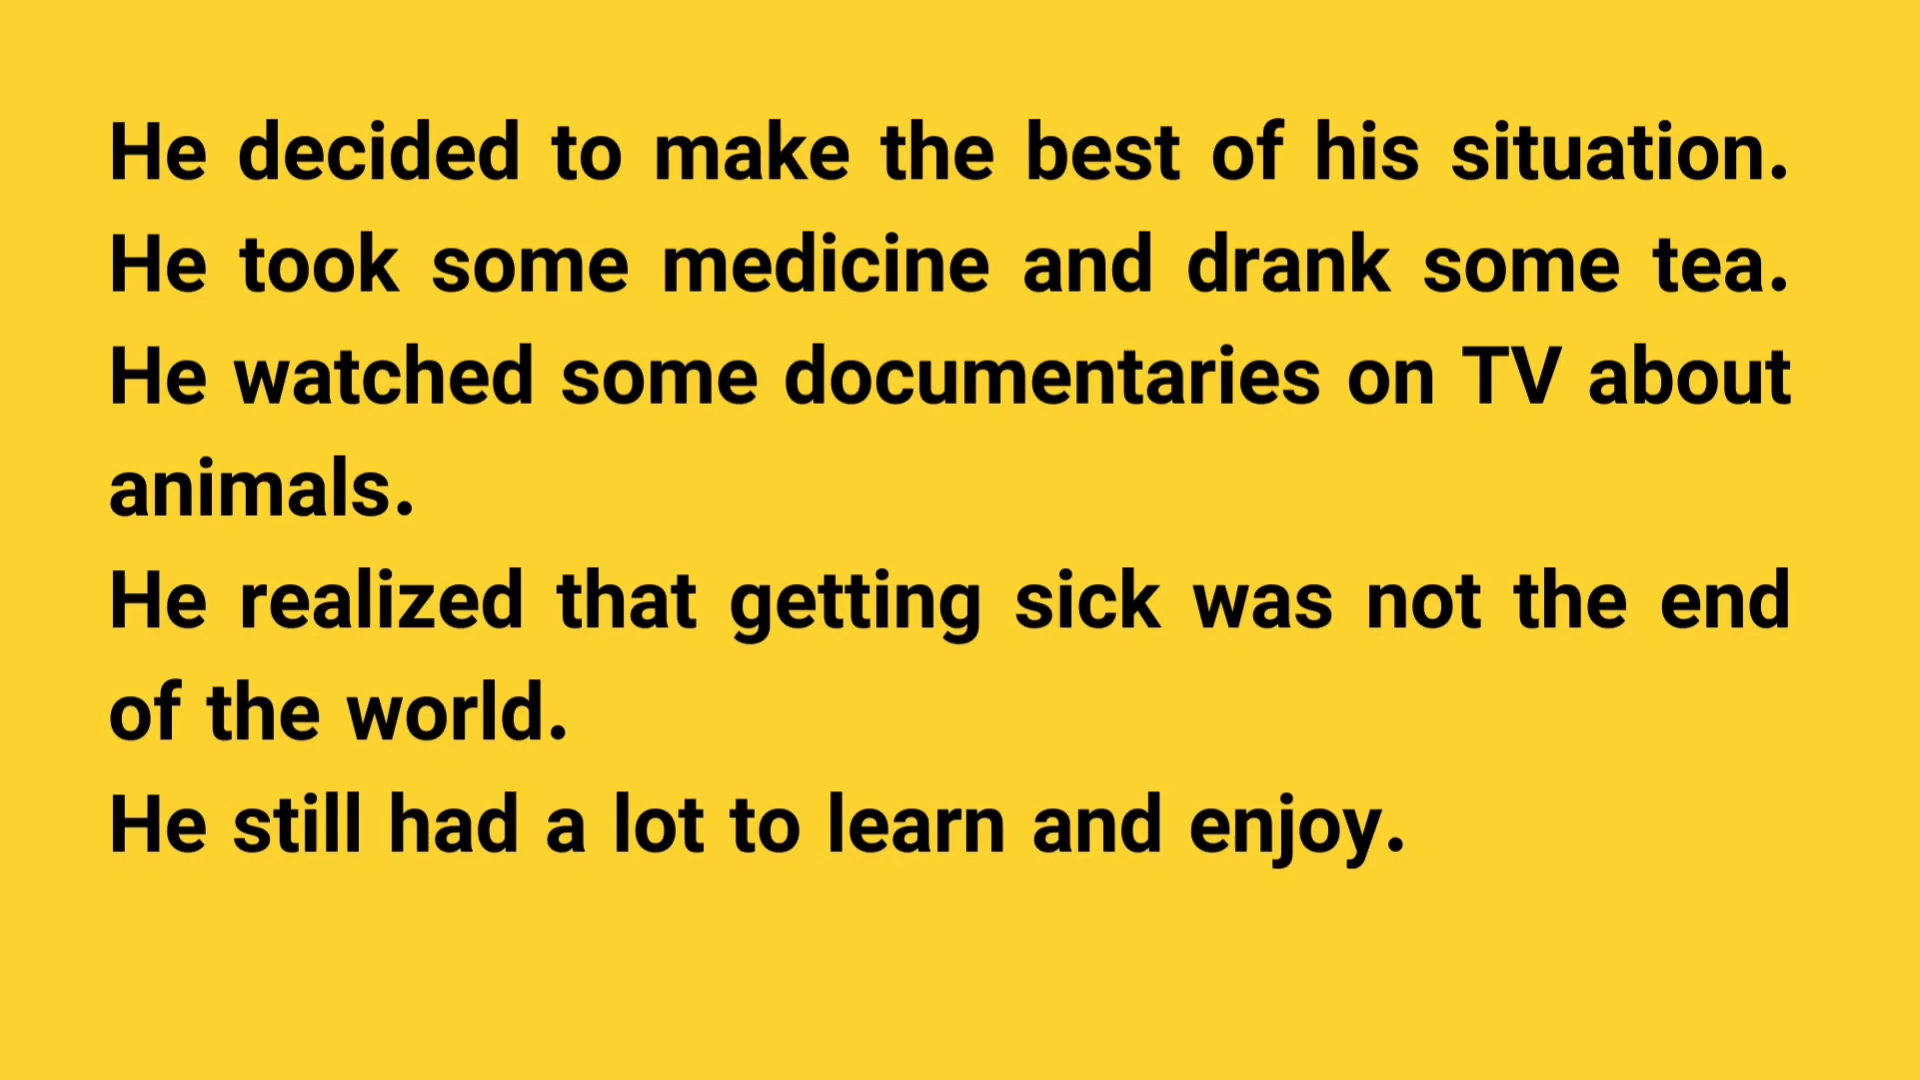 He decided to make the best of his situation.
He took some medicine and drank some tea.
He watched some documentaries on TV about
animals.
He realized that getting sick was not the end
of the world.
He still had a lot to learn and enjoy.